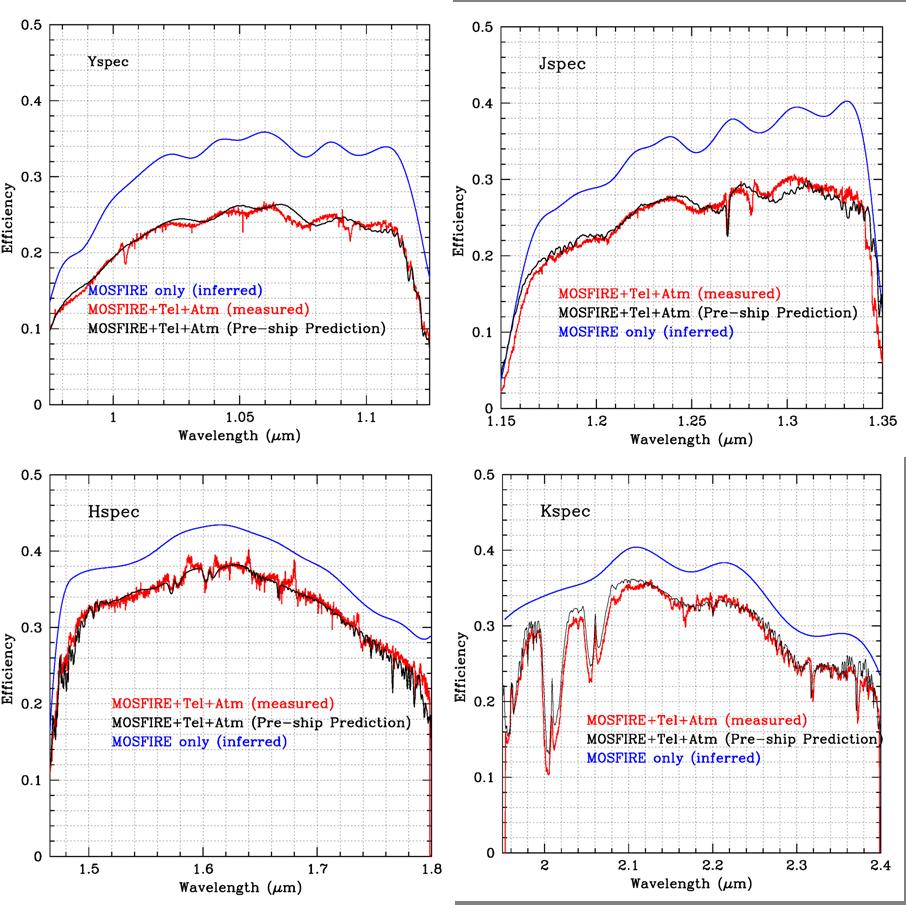 0.5
0.4
0.3
0.2
0.1
0
Efficiency
Yspec
MOSFIRE only (inferred)
MOSFIRE+Tel+Atm (measured)
MOSFIRE+Tel+Atm (Pre-ship Prediction)
1 1.05 1.1
Wavelength (μm)
0.5
0.4
0.3
0.2
0.1
0
Efficiency
Jspec
MOSFIRE+Tel+Atm (measured)
MOSFIRE+Tel+Atm (Pre-ship Prediction)
MOSFIRE only (inferred)
1.15 1.2 1.25 1.3 1.35
Wavelength (μm)
0.5
0.4
0.3
0.2
0.1
0
Efficiency
Hspec
MOSFIRE+Tel+Atm (measured)
MOSFIRE+Tel+Atm (Pre-ship Prediction)
MOSFIRE only (inferred)
1.5 1.6 1.7 1.8
Wavelength (μm)
0.5
0.4
0.3
0.2
0.1
0
Efficiency
Kspec
MOSFIRE+Tel+Atm (measured)
MOSFIRE+Tel+Atm (Pre-ship Prediction)
MOSFIRE only (inferred)
2 2.1 2.2 2.3 2.4
Wavelength (μm)